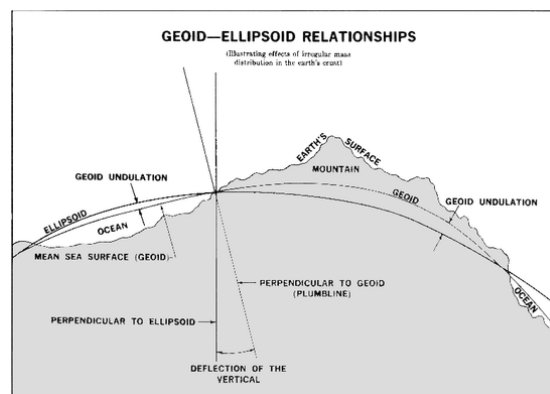 GEOID—ELLIPSOID RELATIONSHIPS
(Illustrating effects of irregular mass
distribution in the earth's crust)
EARTH'S SURFACE
MOUNTAIN
GEOID UNDULATION
GEOID
GEOID UNDULATION
ELLIPSOID
OCEAN
MEAN SEA SURFACE (GEOID)
PERPENDICULAR TO GEOID
(PLUMBLINE)
OCEAN
PERPENDICULAR TO ELLIPSOID
DEFLECTION OF THE
VERTICAL